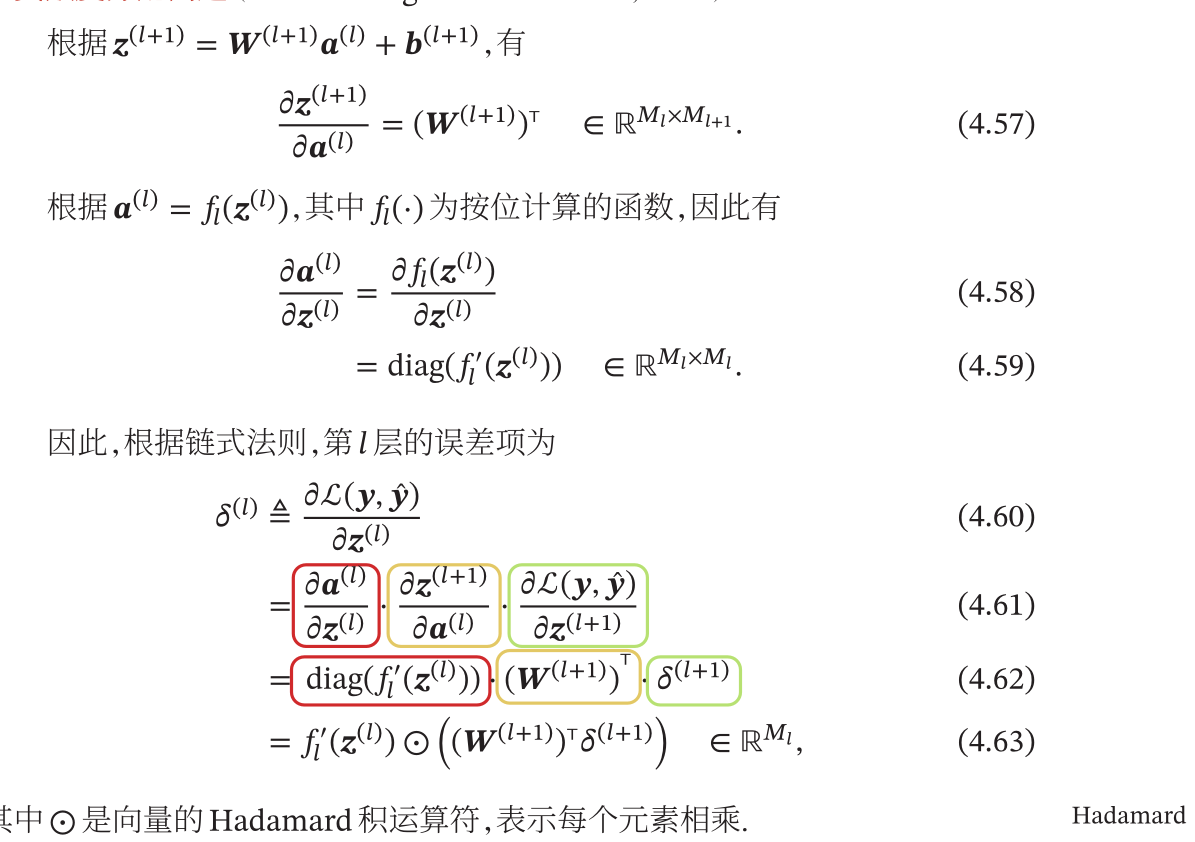 根据 𝒛^(l+1) = 𝑾^(l+1)𝒂^(l) + 𝒃^(l+1), 有
∂𝒛^(l+1)/∂𝒂^(l) = (𝑾^(l+1))^⊤ ∈ ℝ^{M_l×M_{l+1}}. (4.57)
根据 𝒂^(l) = f_l(𝒛^(l)), 其中 f_l(·) 为按位计算的函数, 因此有
∂𝒂^(l)/∂𝒛^(l) = ∂f_l(𝒛^(l))/∂𝒛^(l) (4.58)
= diag(f_l′(𝒛^(l))) ∈ ℝ^{M_l×M_l}. (4.59)
因此, 根据链式法则, 第 l 层的误差项为
δ^(l) ≜ ∂ℒ(𝒚, 𝒚̂)/∂𝒛^(l) (4.60)
= ∂𝒂^(l)/∂𝒛^(l) · ∂𝒛^(l+1)/∂𝒂^(l) · ∂ℒ(𝒚, 𝒚̂)/∂𝒛^(l+1) (4.61)
= diag(f_l′(𝒛^(l))) · (𝑾^(l+1))^⊤ · δ^(l+1) (4.62)
= f_l′(𝒛^(l)) ⊙ ((𝑾^(l+1))^⊤δ^(l+1)) ∈ ℝ^{M_l}, (4.63)
其中 ⊙ 是向量的 Hadamard 积运算符, 表示每个元素相乘.
Hadamard